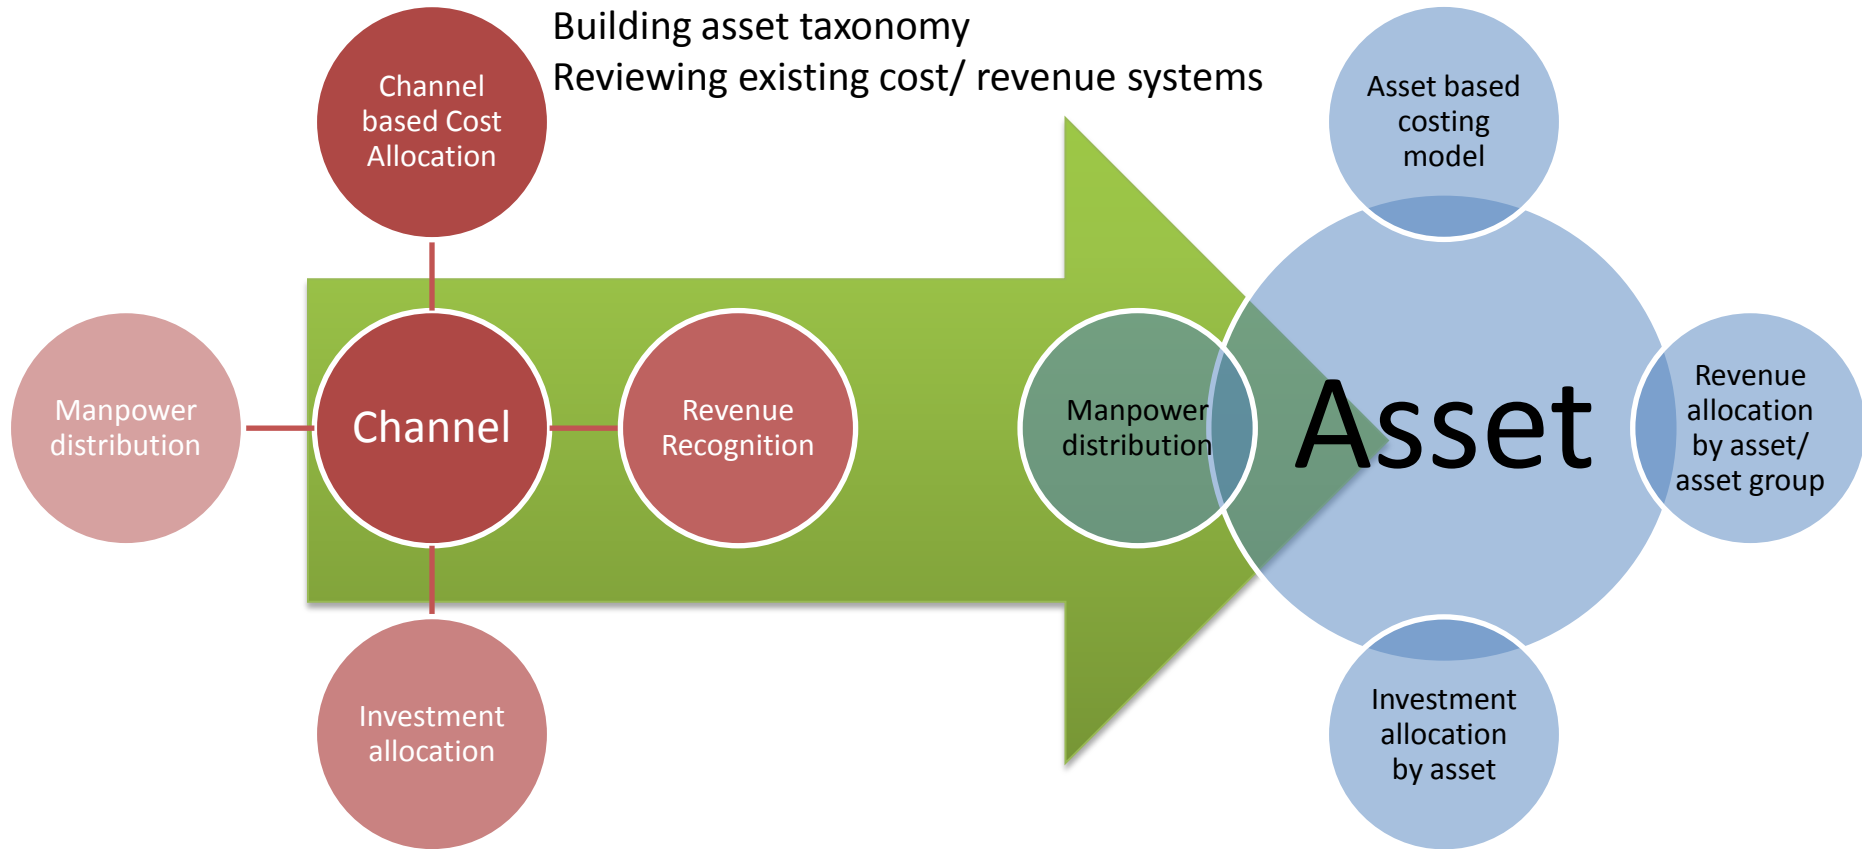 Building asset taxonomy
Reviewing existing cost/ revenue systems
Channel
based Cost
Allocation
Manpower
distribution
Channel
Revenue
Recognition
Investment
allocation
Asset based
costing
model
Manpower
distribution
Asset
Revenue
allocation
by asset/
asset group
Investment
allocation
by asset